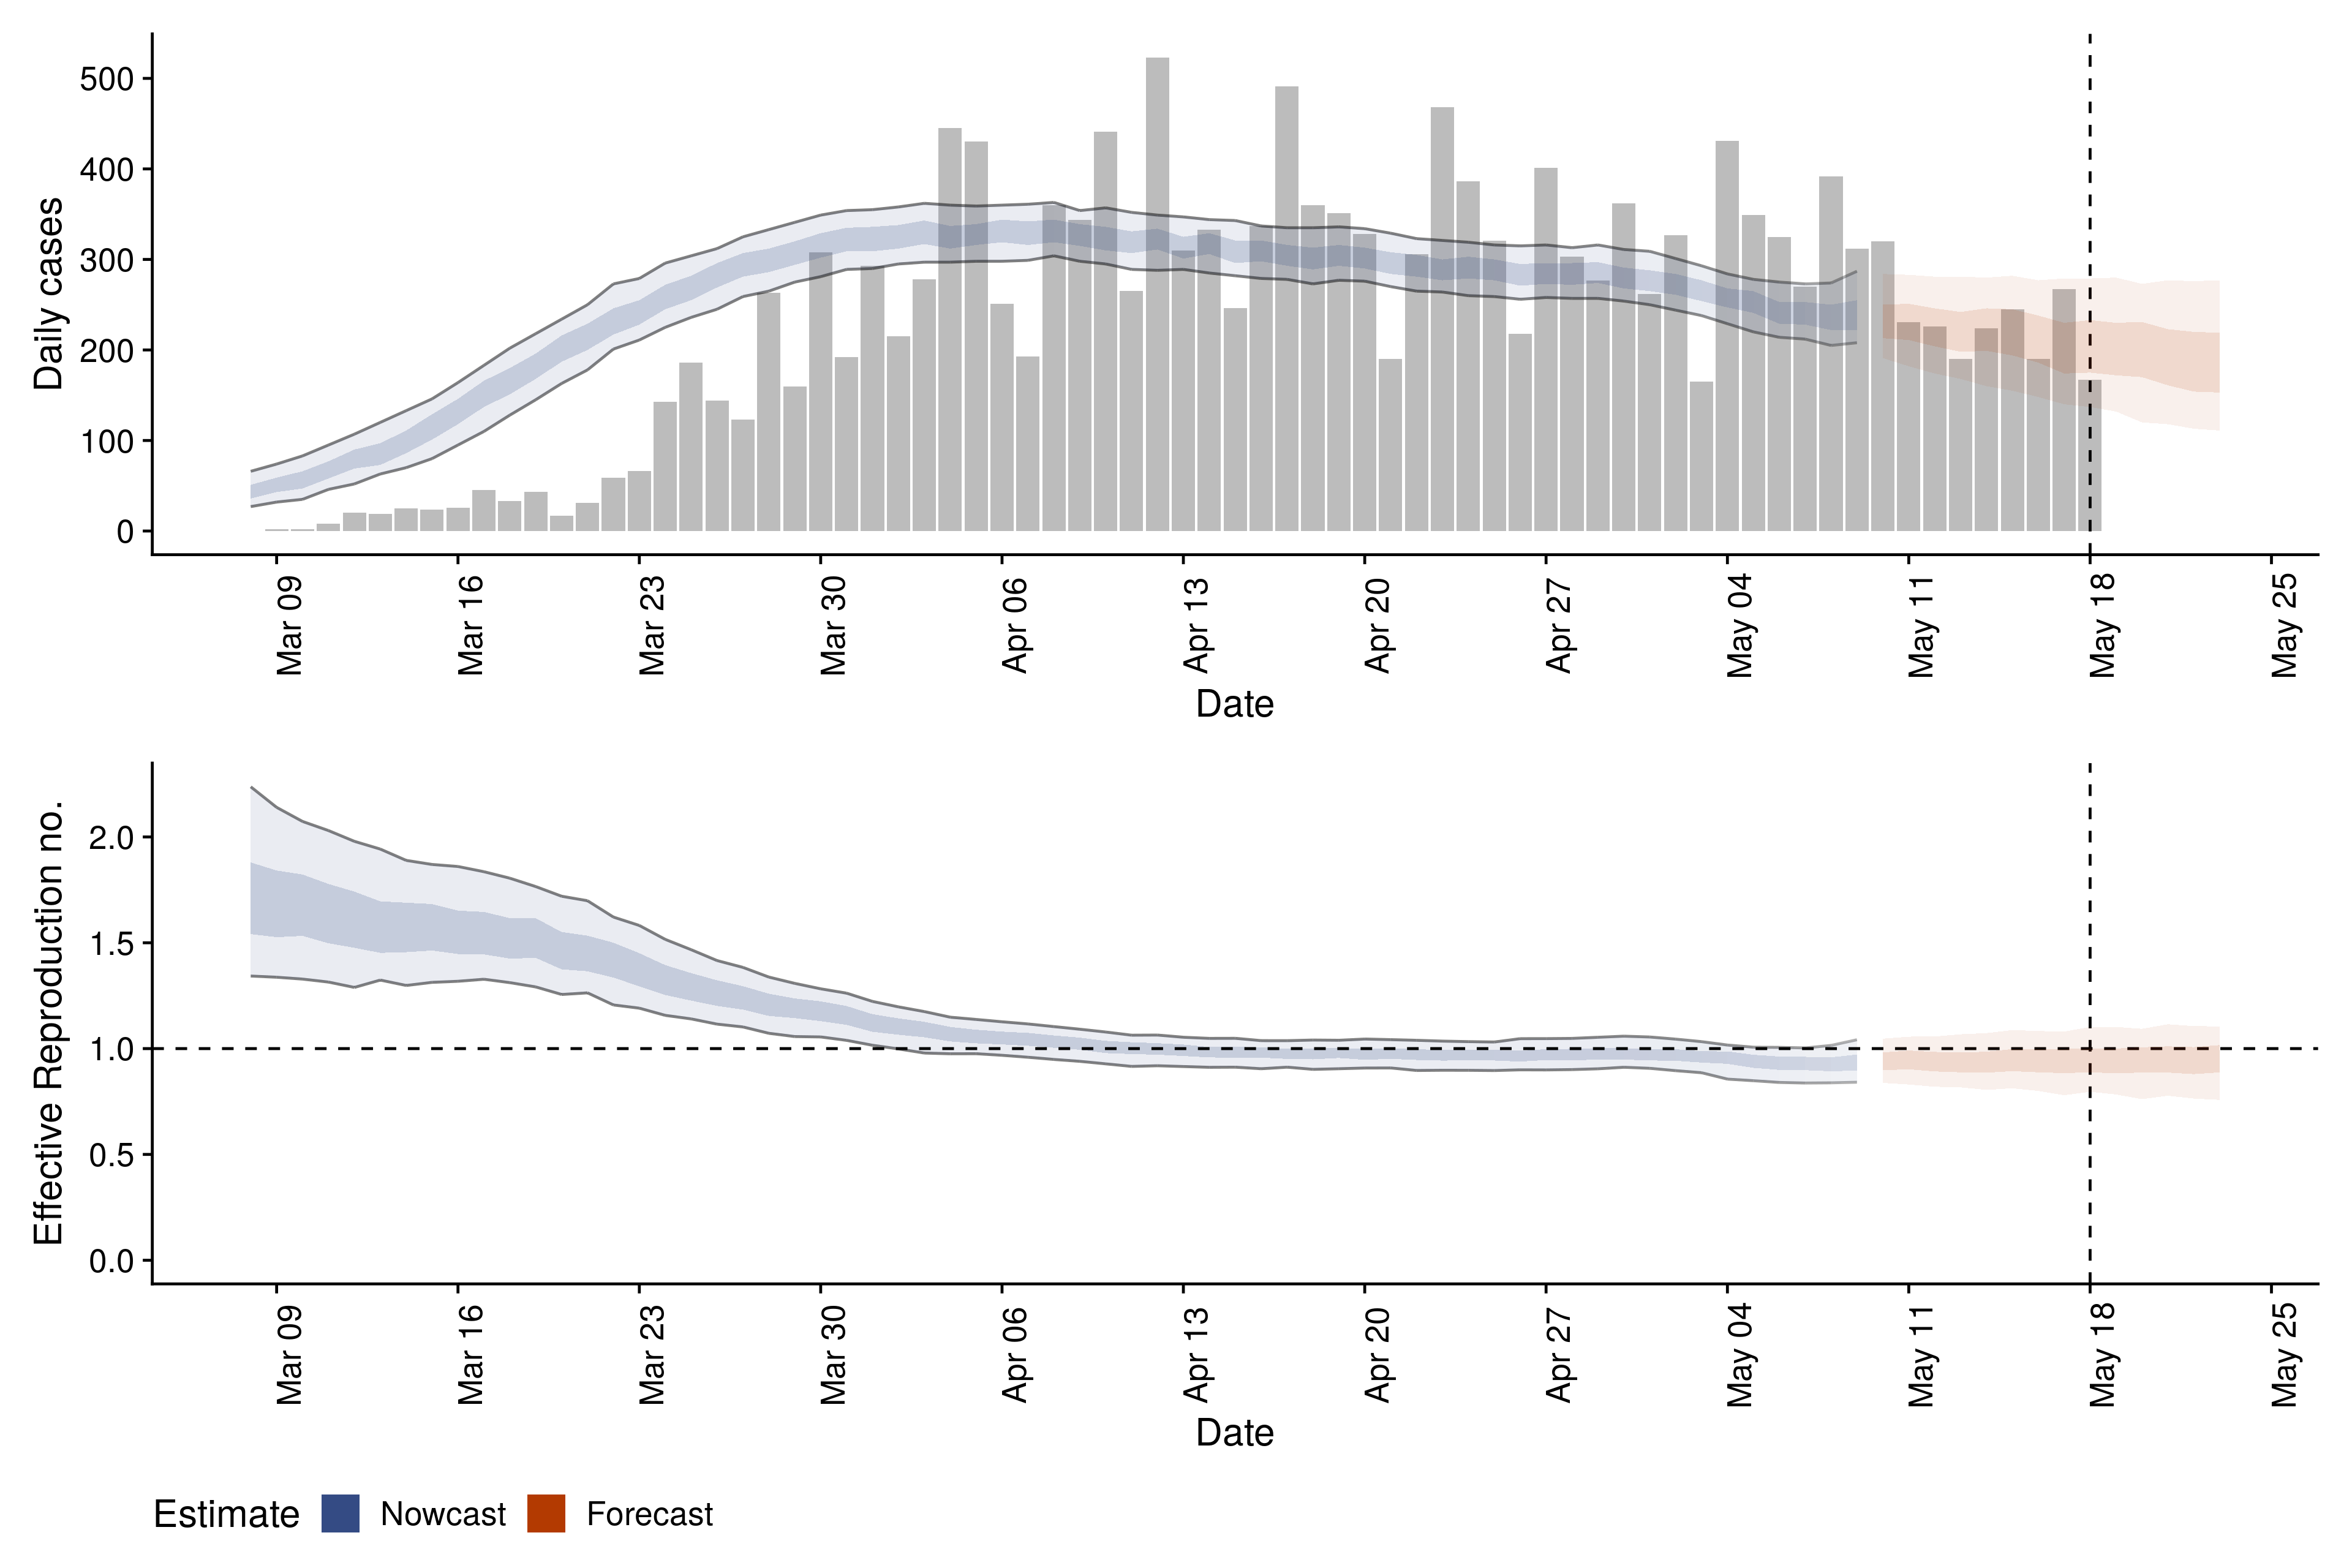 Daily cases
500
400
300
200
100
0
Mar 09
Mar 16
Mar 23
Mar 30
Apr 06
Apr 13
Apr 20
Apr 27
May 04
May 11
May 18
May 25
Date
Effective Reproduction no.
2.0
1.5
1.0
0.5
0.0
Mar 09
Mar 16
Mar 23
Mar 30
Apr 06
Apr 13
Apr 20
Apr 27
May 04
May 11
May 18
May 25
Date
Estimate Nowcast Forecast